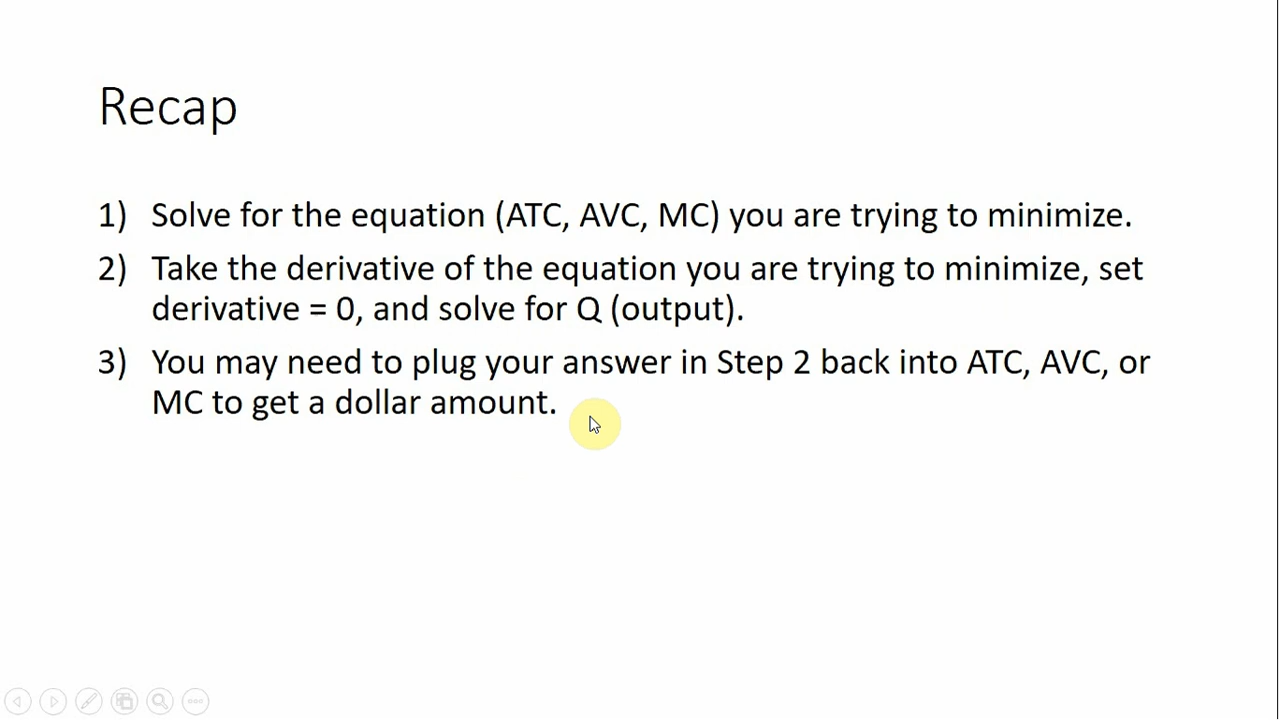 Recap
1) Solve for the equation (ATC, AVC, MC) you are trying to minimize.
2) Take the derivative of the equation you are trying to minimize, set
derivative = 0, and solve for Q (output).
3) You may need to plug your answer in Step 2 back into ATC, AVC, or
MC to get a dollar amount.